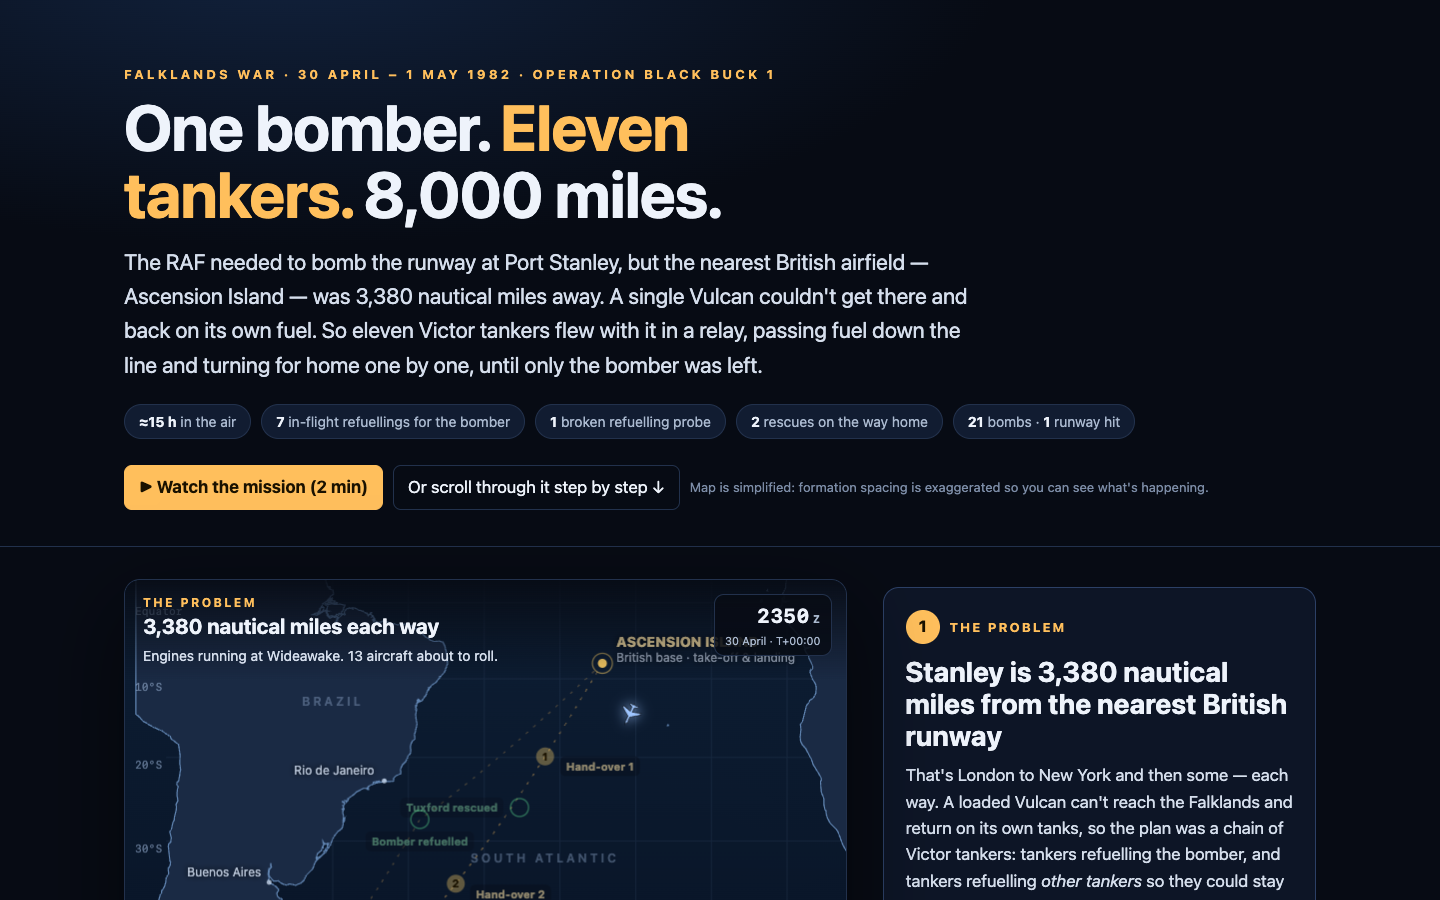 FALKLANDS WAR · 30 APRIL – 1 MAY 1982 · OPERATION BLACK BUCK 1
One bomber. Eleven
tankers. 8,000 miles.
The RAF needed to bomb the runway at Port Stanley, but the nearest British airfield —
Ascension Island — was 3,380 nautical miles away. A single Vulcan couldn't get there and
back on its own fuel. So eleven Victor tankers flew with it in a relay, passing fuel down the
line and turning for home one by one, until only the bomber was left.
≈15 h in the air
7 in-flight refuellings for the bomber
1 broken refuelling probe
2 rescues on the way home
21 bombs · 1 runway hit
▶ Watch the mission (2 min)
Or scroll through it step by step ↓
Map is simplified: formation spacing is exaggerated so you can see what's happening.
THE PROBLEM
Equator
3,380 nautical miles each way
Engines running at Wideawake. 13 aircraft about to roll.
2350 Z
30 April · T+00:00
ASCENSION
British base · take-off & landing
10°S
BRAZIL
20°S
Rio de Janeiro
1
Hand-over 1
Tuxford rescued
Bomber refuelled
30°S
SOUTH ATLANTIC
Buenos Aires
2
Hand-over 2
1 THE PROBLEM
Stanley is 3,380 nautical
miles from the nearest British
runway
That's London to New York and then some — each
way. A loaded Vulcan can't reach the Falklands and
return on its own tanks, so the plan was a chain of
Victor tankers: tankers refuelling the bomber, and
tankers refuelling other tankers so they could stay